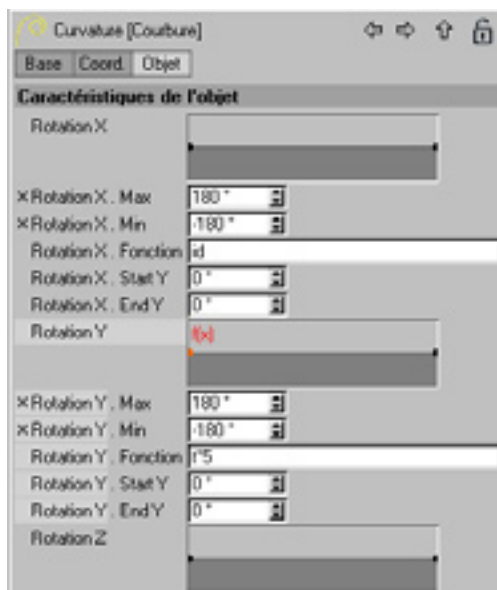 Curvature [Courbure]
Base Coord. Objet
Caractéristiques de l'objet
Rotation X
Rotation X . Max 180 °
Rotation X . Min -180 °
Rotation X . Fonction id
Rotation X . Start Y 0 °
Rotation X . End Y 0 °
Rotation Y f(x)
Rotation Y . Max 180 °
Rotation Y . Min -180 °
Rotation Y . Fonction
Rotation Y . Start Y 0 °
Rotation Y . End Y 0 °
Rotation Z